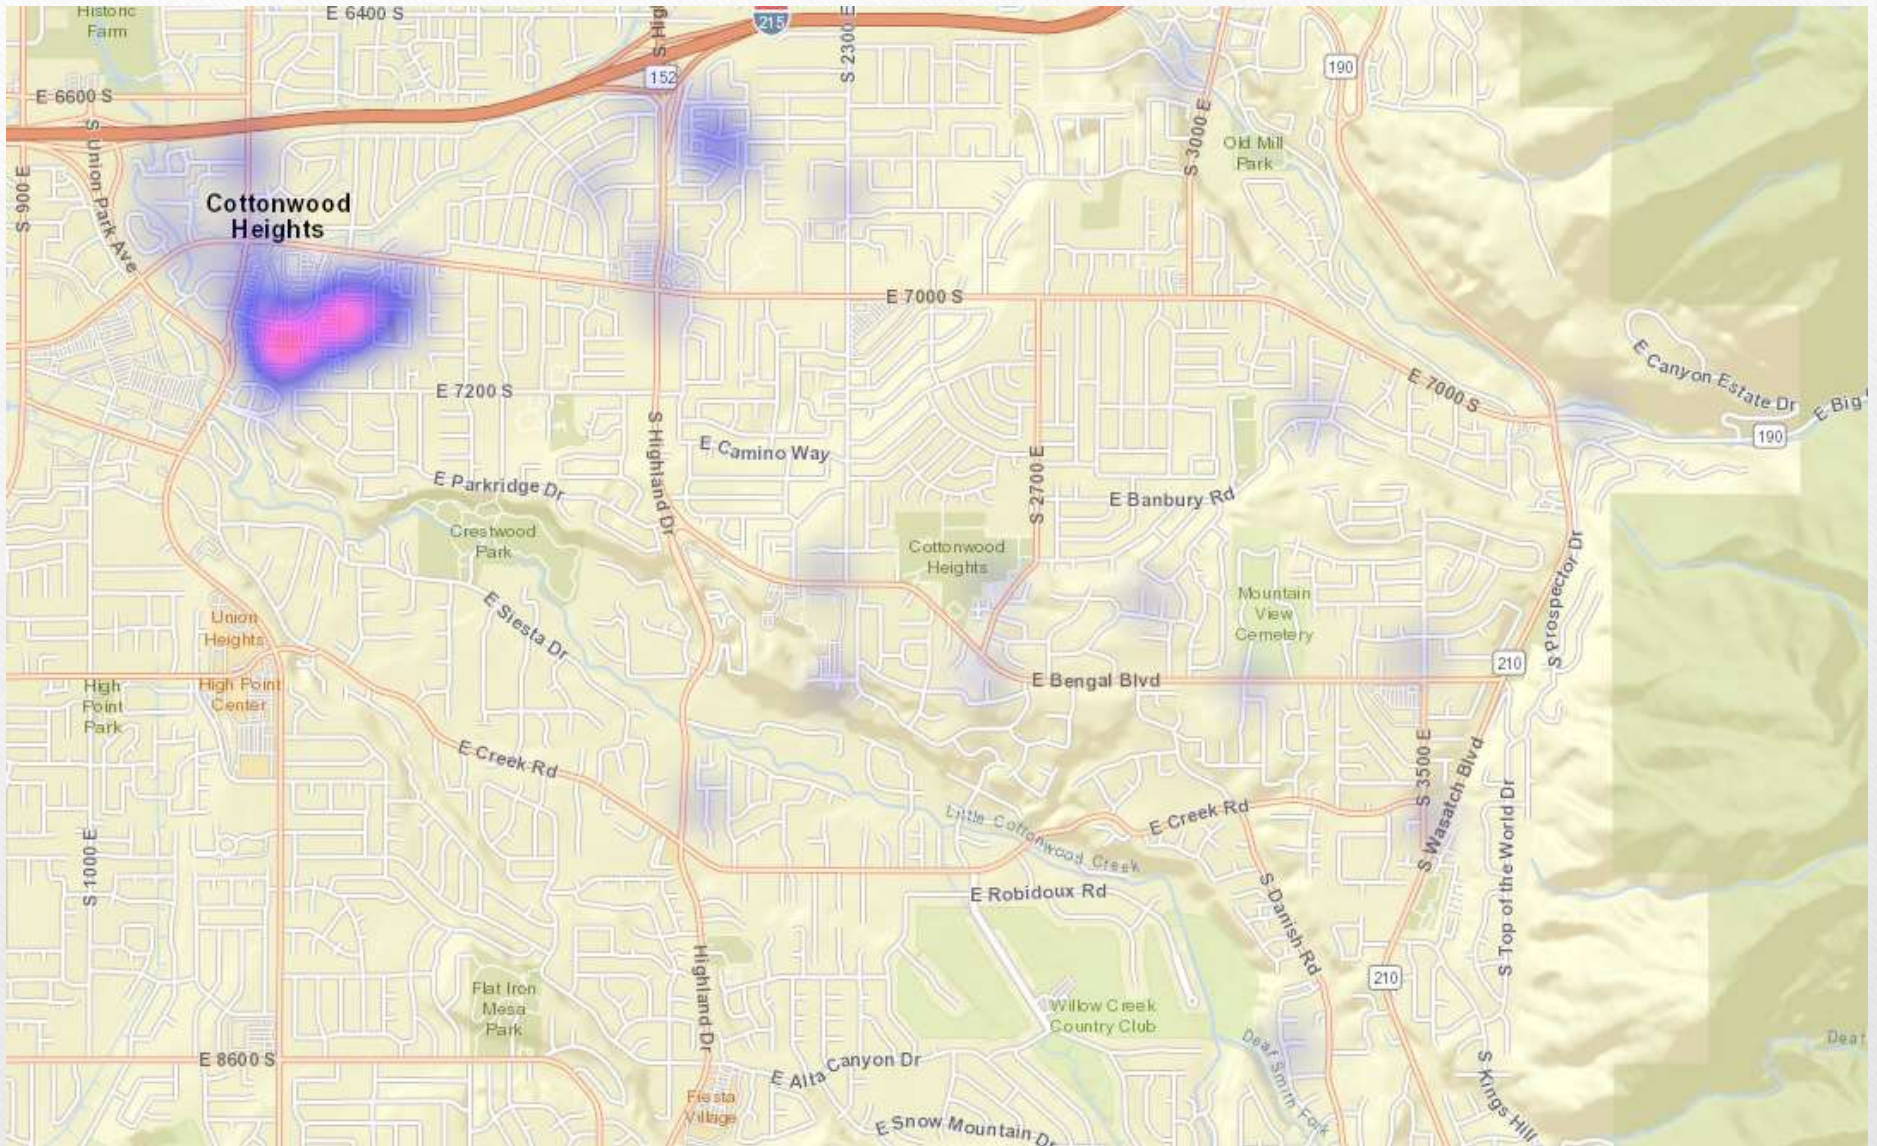 Historic
Farm
E 6400 S
S Hig
215
S 2300 E
152
190
E 6600 S
S Union Park Ave
S 900 E
S 3000 E
Old Mill
Park
Cottonwood
Heights
E 7000 S
E Canyon Estate Dr
E Big
190
E 7000 S
E 7200 S
S Highland Dr
E Camino Way
S 2700 E
E Parkridge Dr
E Banbury Rd
Crestwood
Park
Cottonwood
Heights
S Prospector Dr
E Siesta Dr
Mountain
View
Cemetery
Union
Heights
High Point
Center
High
Point
Park
E Bengal Blvd
210
E Creek Rd
S 3500 E
S Wasatch Blvd
S Top of the World Dr
Little Cottonwood Creek
E Creek Rd
S 1000 E
E Robidoux Rd
S Danish Rd
Highland Dr
210
Flat Iron
Mesa
Park
Willow Creek
Country Club
Deaf Smith Fork
Deaf
E 8600 S
E Alta Canyon Dr
S Kings Hill
Fiesta
Village
E Snow Mountain Dr